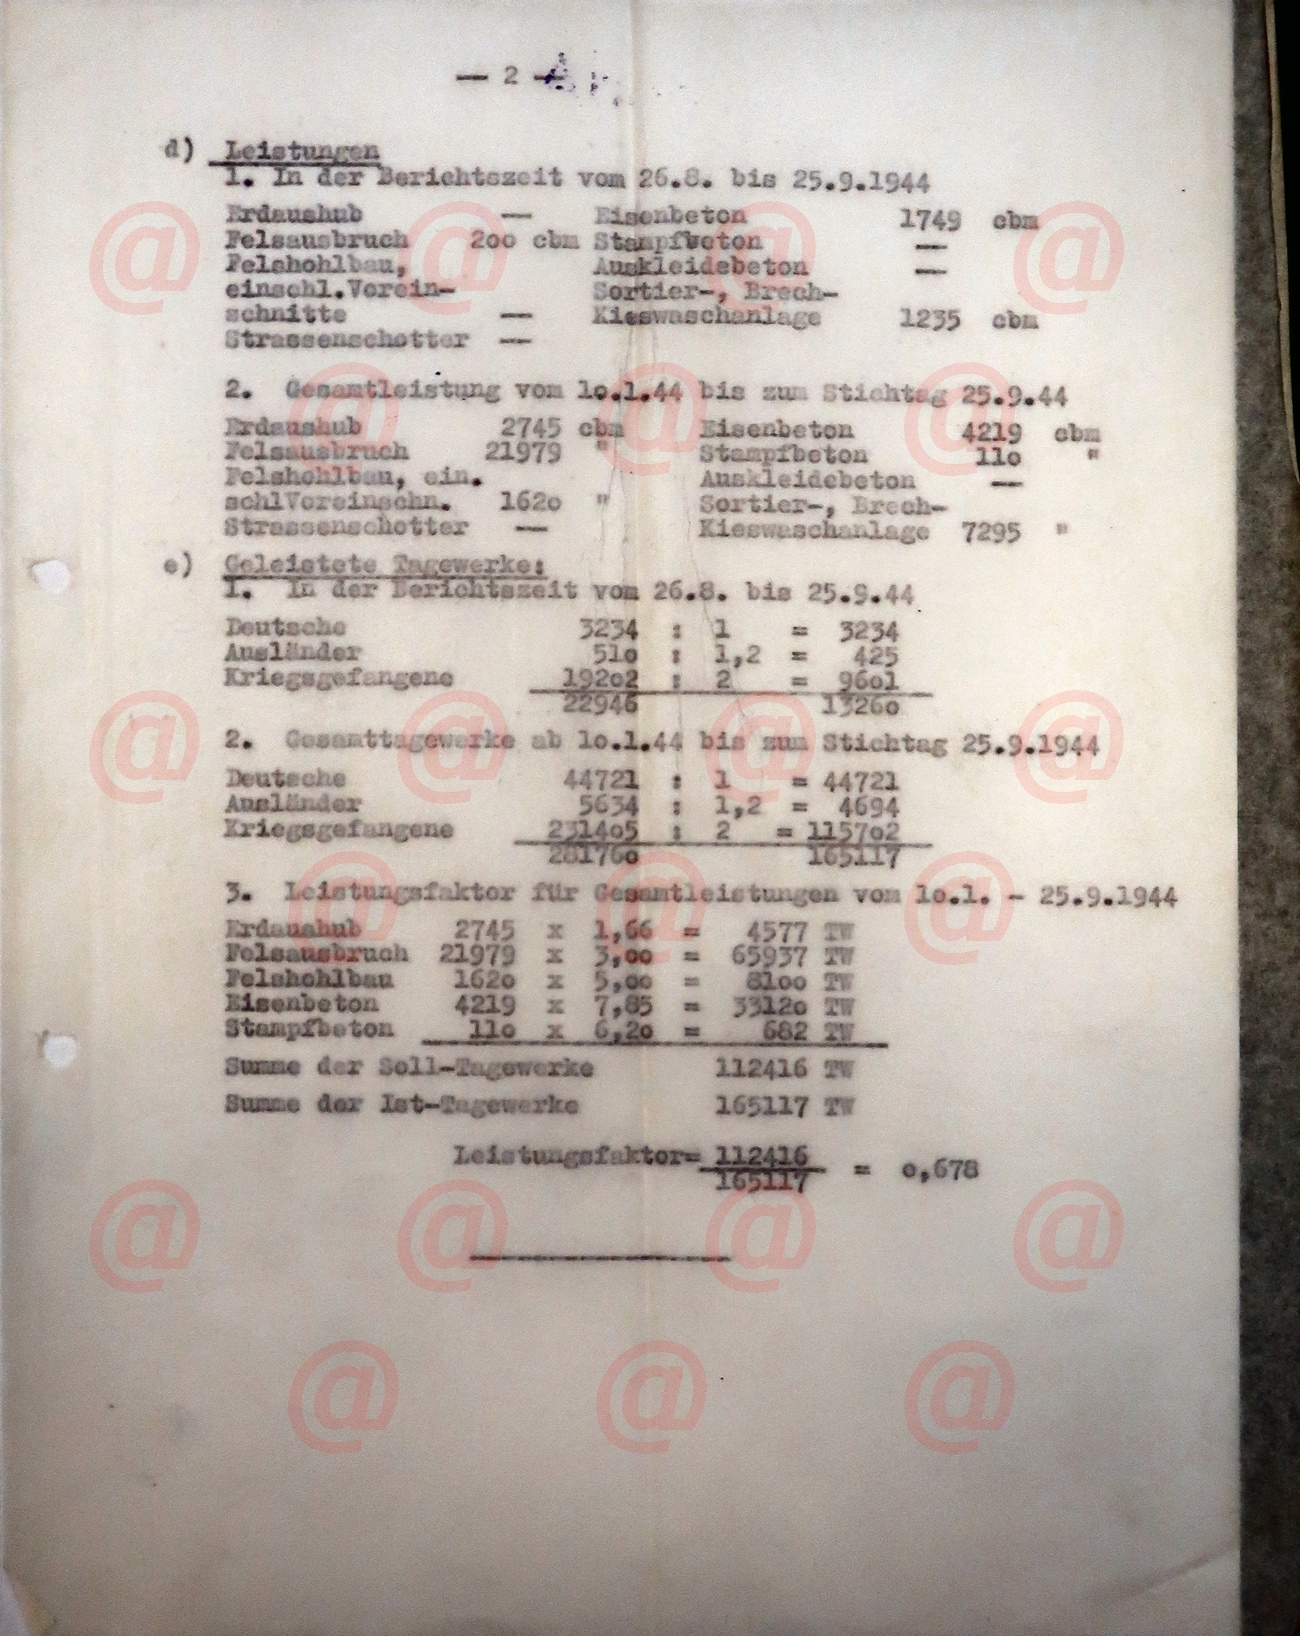 — 2 —
d) Leistungen
1. In der Berichtszeit vom 26.8. bis 25.9.1944
Erdaushub — Eisenbeton 1749 cbm
Felsausbruch 2oo cbm Stampfbeton —
Felshohlbau, Auskleidebeton —
einschl.Vorein- Sortier-, Brech-
schnitte — Kieswaschanlage 1235 cbm
Strassenschotter —
2. Gesamtleistung vom 1o.1.44 bis zum Stichtag 25.9.44
Erdaushub 2745 cbm Eisenbeton 4219 cbm
Felsausbruch 21979 " Stampfbeton 11o "
Felshohlbau, ein. Auskleidebeton —
schlVoreinschn. 162o " Sortier-, Brech-
Strassenschotter — Kieswaschanlage 7295 "
e) Geleistete Tagewerke:
1. In der Berichtszeit vom 26.8. bis 25.9.44
Deutsche 3234 : 1 = 3234
Ausländer 51o : 1,2 = 425
Kriegsgefangene 192o2 : 2 = 96o1
22946 1326o
2. Gesamttagewerke ab 1o.1.44 bis zum Stichtag 25.9.1944
Deutsche 44721 : 1 = 44721
Ausländer 5634 : 1,2 = 4694
Kriegsgefangene 2314o5 : 2 = 1157o2
28176o 165117
3. Leistungsfaktor für Gesamtleistungen vom 1o.1. - 25.9.1944
Erdaushub 2745 x 1,66 = 4577 TW
Felsausbruch 21979 x 3,oo = 65937 TW
Felshohlbau 162o x 5,oo = 81oo TW
Eisenbeton 4219 x 7,85 = 3312o TW
Stampfbeton 11o x 6,2o = 682 TW
Summe der Soll-Tagewerke 112416 TW
Summe der Ist-Tagewerke 165117 TW
Leistungsfaktor= 112416
165117 = o,678